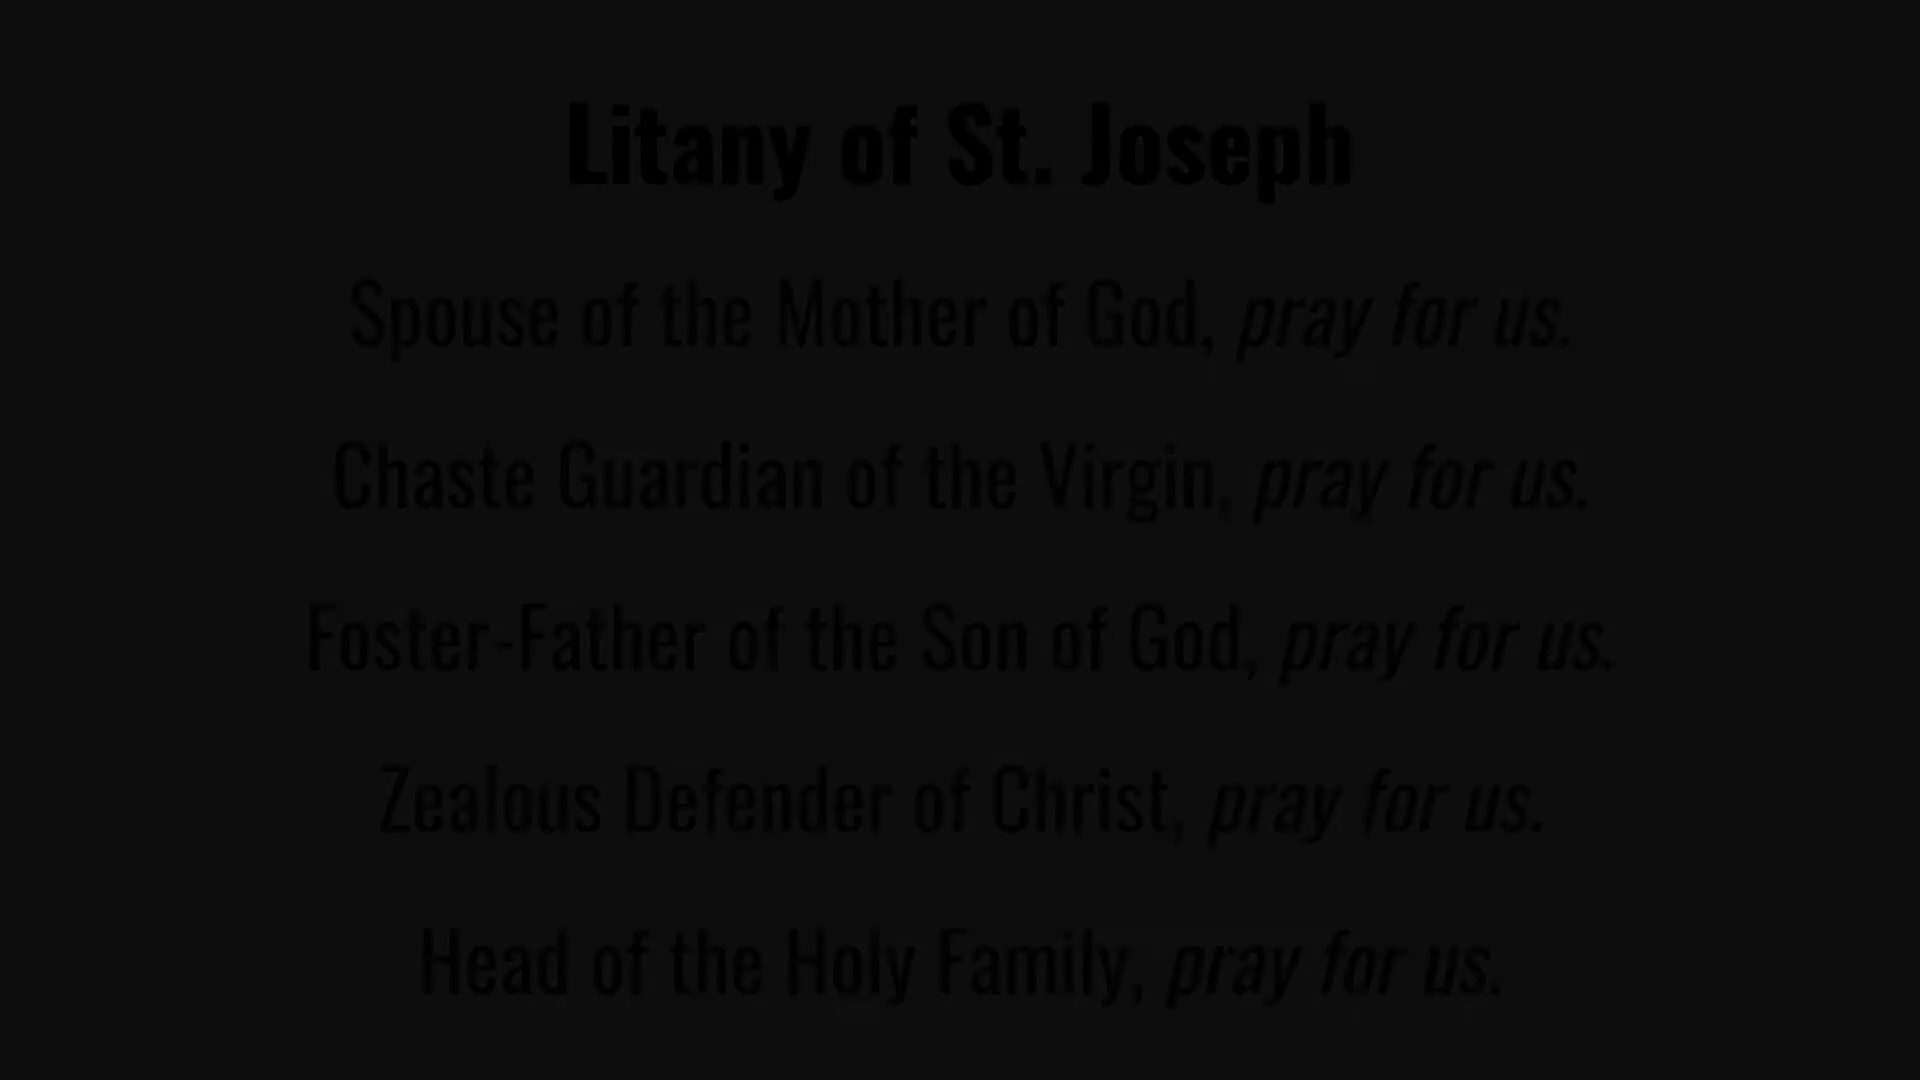 Litany of St. Joseph
Spouse of the Mother of God, pray for us.
Chaste Guardian of the Virgin, pray for us.
Foster-Father of the Son of God, pray for us.
Zealous Defender of Christ, pray for us.
Head of the Holy Family, pray for us.